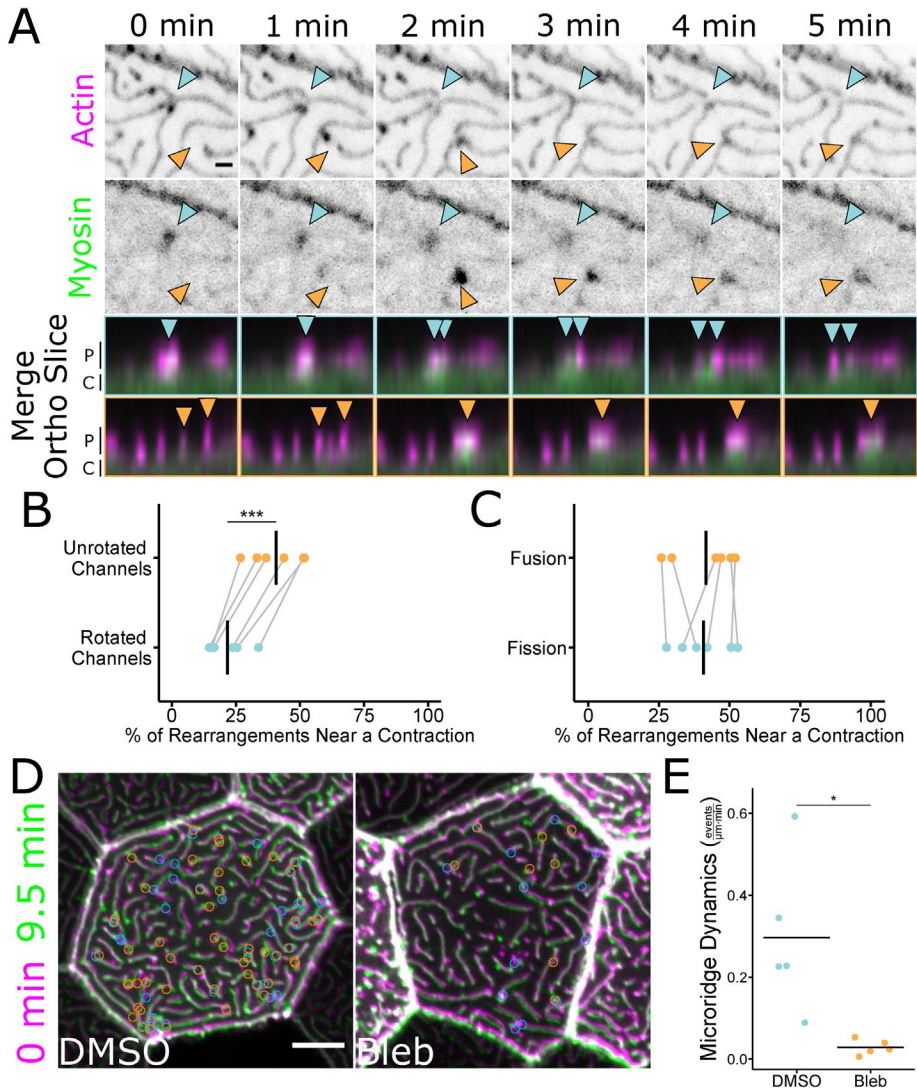 A
0 min 1 min 2 min 3 min 4 min 5 min
Actin
Myosin
Merge
Ortho Slice
P
C
P
C
B
***
Unrotated
Channels
Rotated
Channels
0 25 50 75 100
% of Rearrangements Near a Contraction
C
Fusion
Fission
0 25 50 75 100
% of Rearrangements Near a Contraction
D
0 min 9.5 min
DMSO
Bleb
E
*
Microridge Dynamics (events/μm·min)
0.6
0.4
0.2
0.0
DMSO Bleb